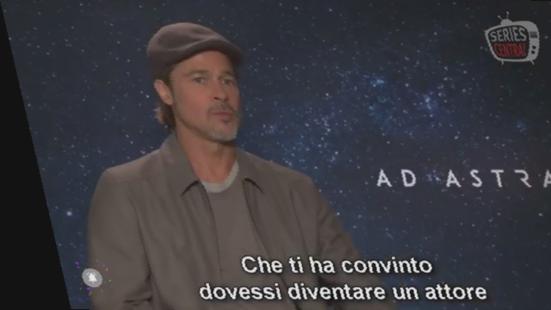 SERIES
CENTRAL
AD ASTRA
Che ti ha convinto
dovessi diventare un attore